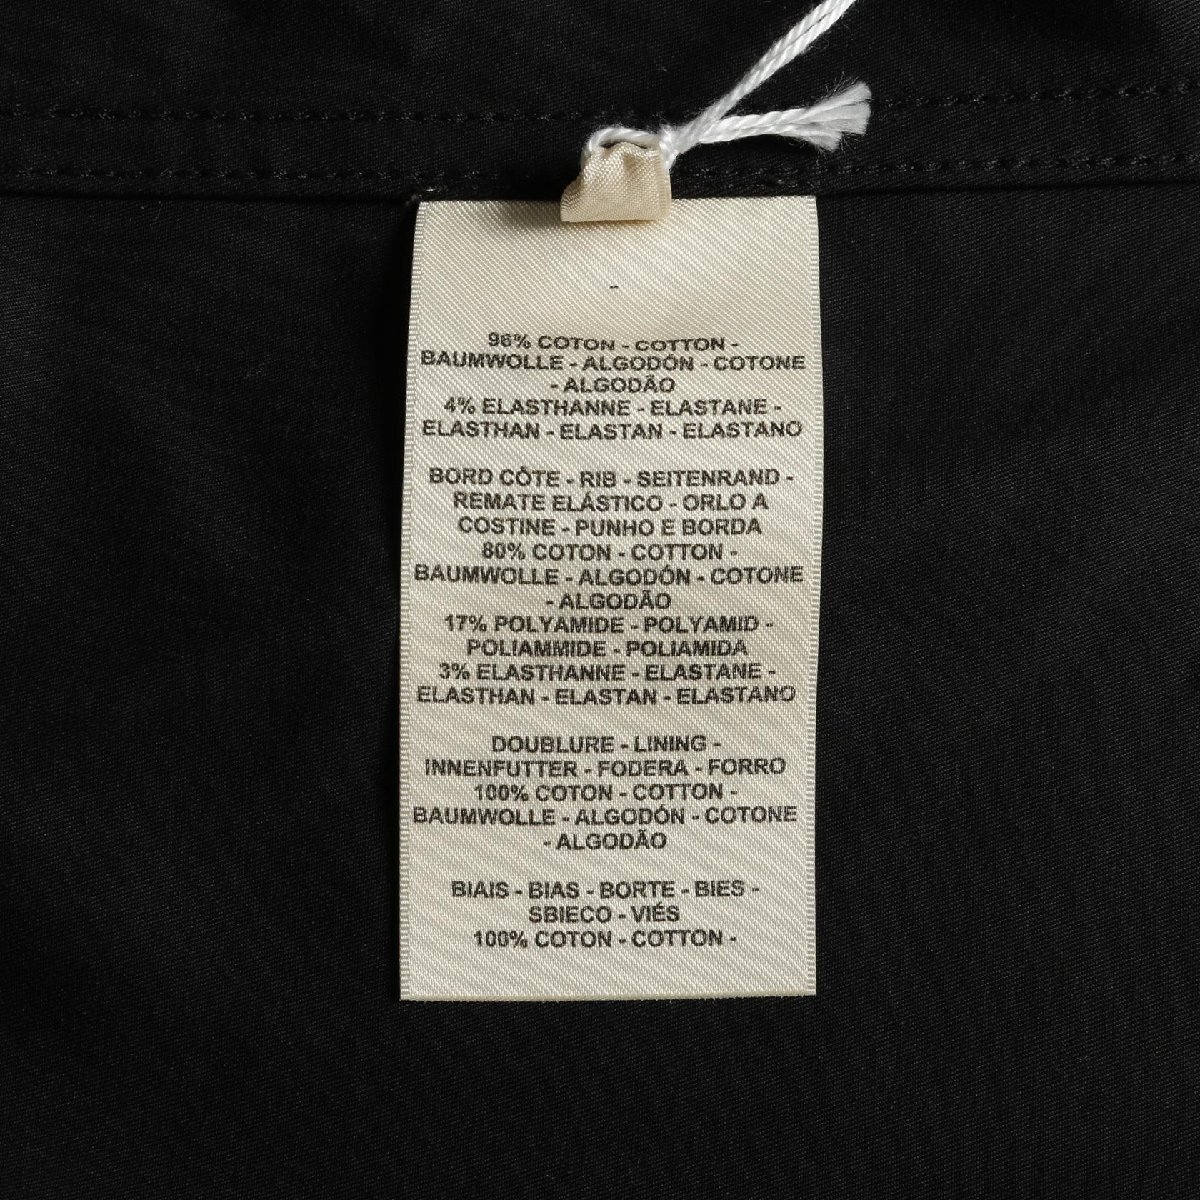 -
96% COTON - COTTON -
BAUMWOLLE - ALGODÓN - COTONE
- ALGODÃO
4% ELASTHANNE - ELASTANE -
ELASTHAN - ELASTAN - ELASTANO
BORD CÔTE - RIB - SEITENRAND -
REMATE ELÁSTICO - ORLO A
COSTINE - PUNHO E BORDA
80% COTON - COTTON -
BAUMWOLLE - ALGODÓN - COTONE
- ALGODÃO
17% POLYAMIDE - POLYAMID -
POLIAMMIDE - POLIAMIDA
3% ELASTHANNE - ELASTANE -
ELASTHAN - ELASTAN - ELASTANO
DOUBLURE - LINING -
INNENFUTTER - FODERA - FORRO
100% COTON - COTTON -
BAUMWOLLE - ALGODÓN - COTONE
- ALGODÃO
BIAIS - BIAS - BORTE - BIES -
SBIECO - VIÉS
100% COTON - COTTON -